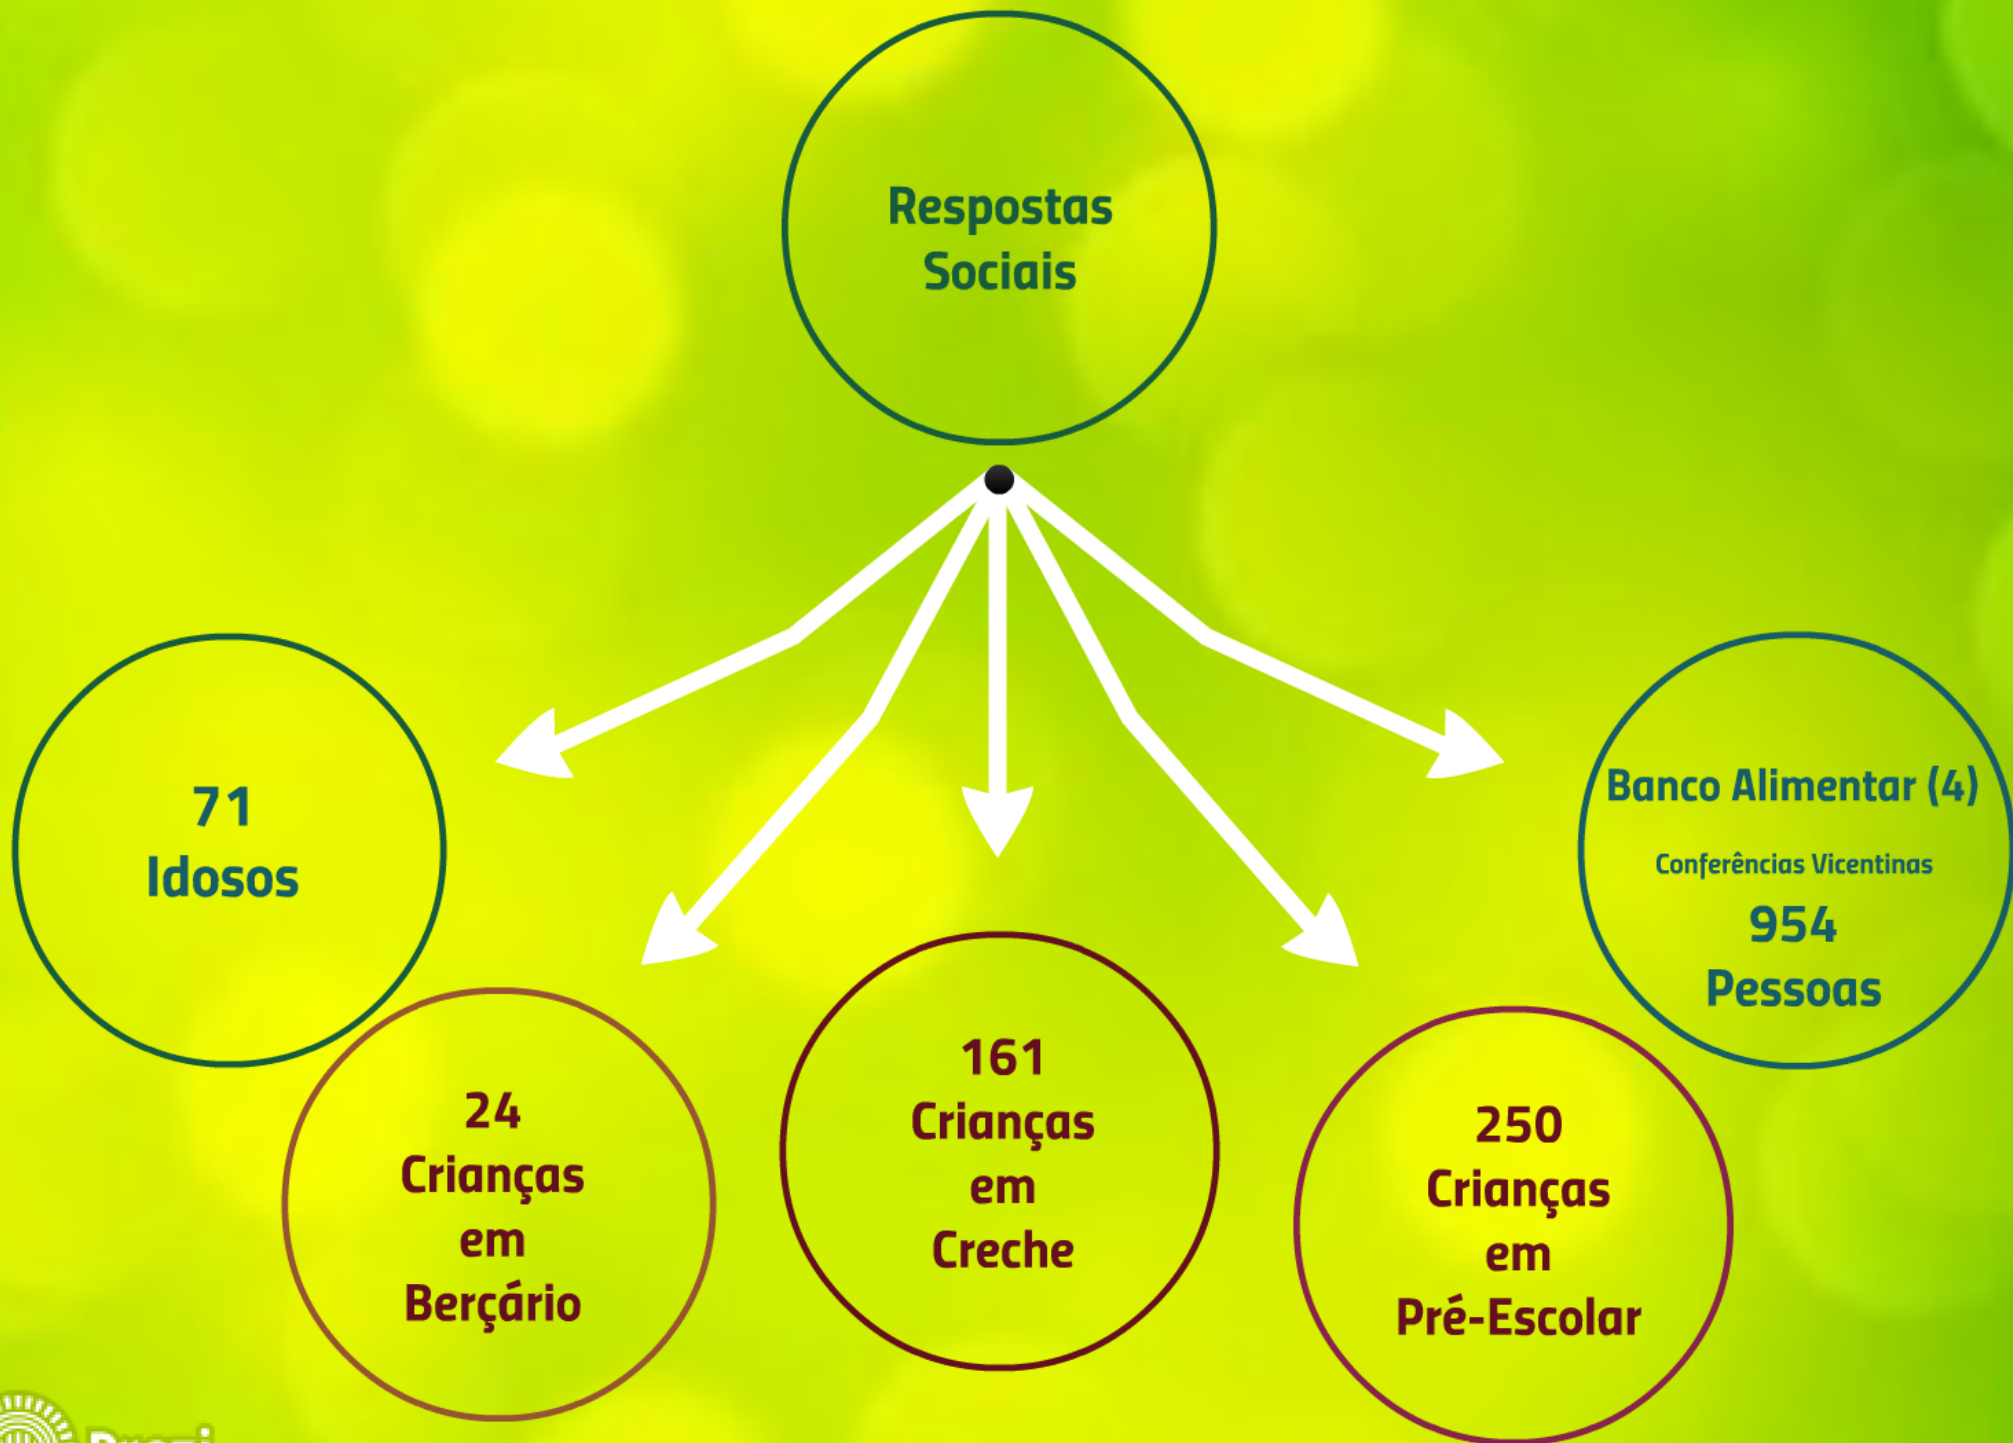 Respostas
Sociais
71
Idosos
24
Crianças
em
Berçário
161
Crianças
em
Creche
250
Crianças
em
Pré-Escolar
Banco Alimentar (4)
Conferências Vicentinas
954
Pessoas